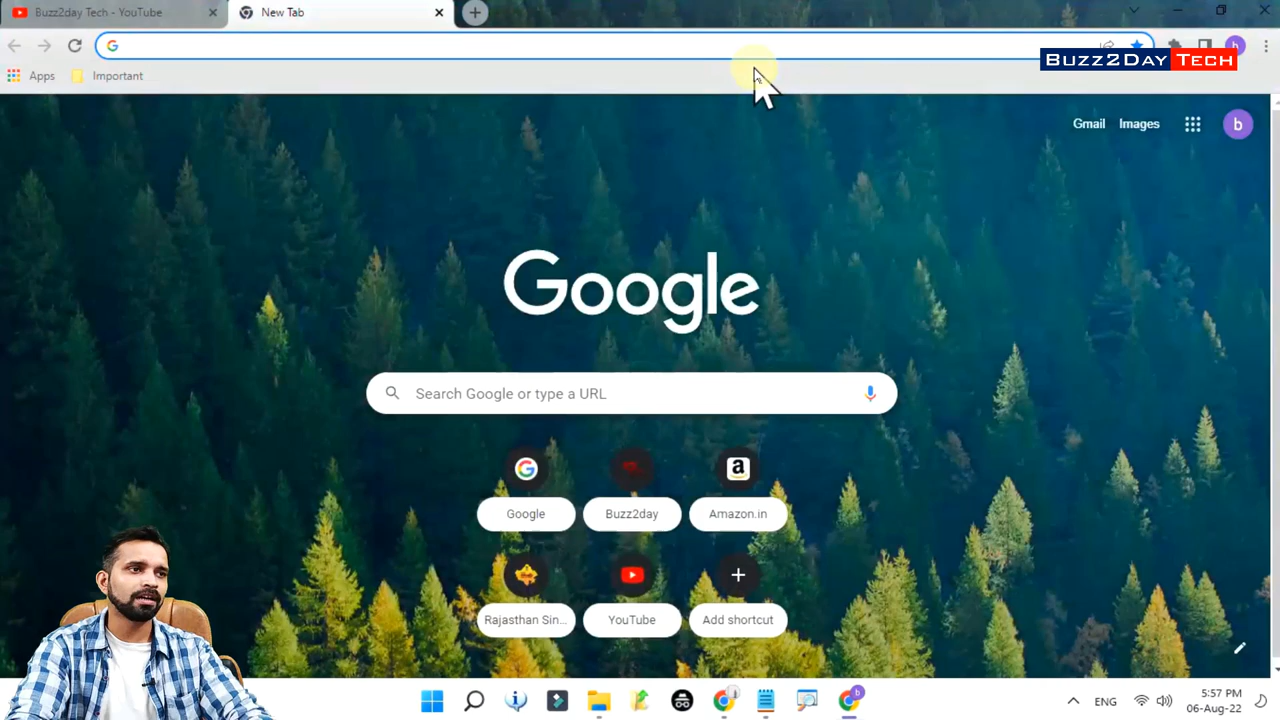 Buzz2day Tech - YouTube
New Tab
BUZZ2DAY TECH
Apps
Important
Gmail
Images
b
Google
Search Google or type a URL
Google
Buzz2day
Amazon.in
Rajasthan Sin...
YouTube
Add shortcut
ENG
5:57 PM
06-Aug-22